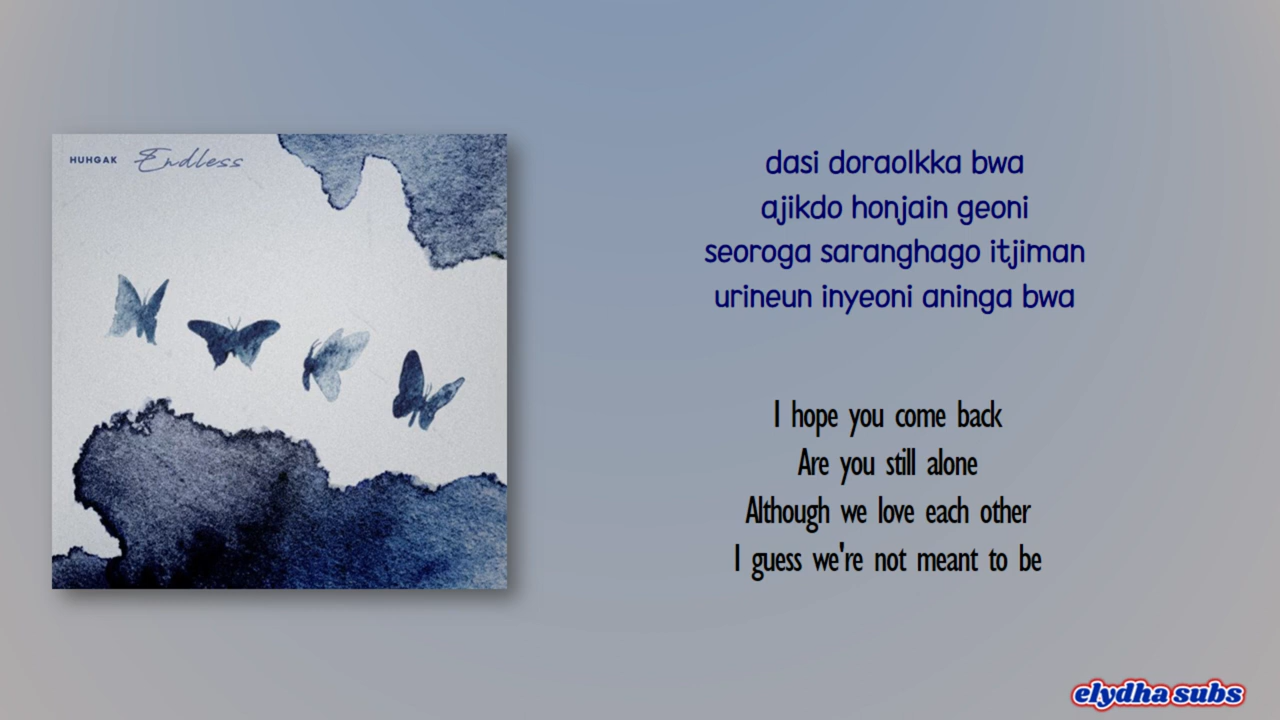 HUHGAK Endless
dasi doraolkka bwa
ajikdo honjain geoni
seoroga saranghago itjiman
urineun inyeoni aninga bwa
I hope you come back
Are you still alone
Although we love each other
I guess we're not meant to be
elydha subs